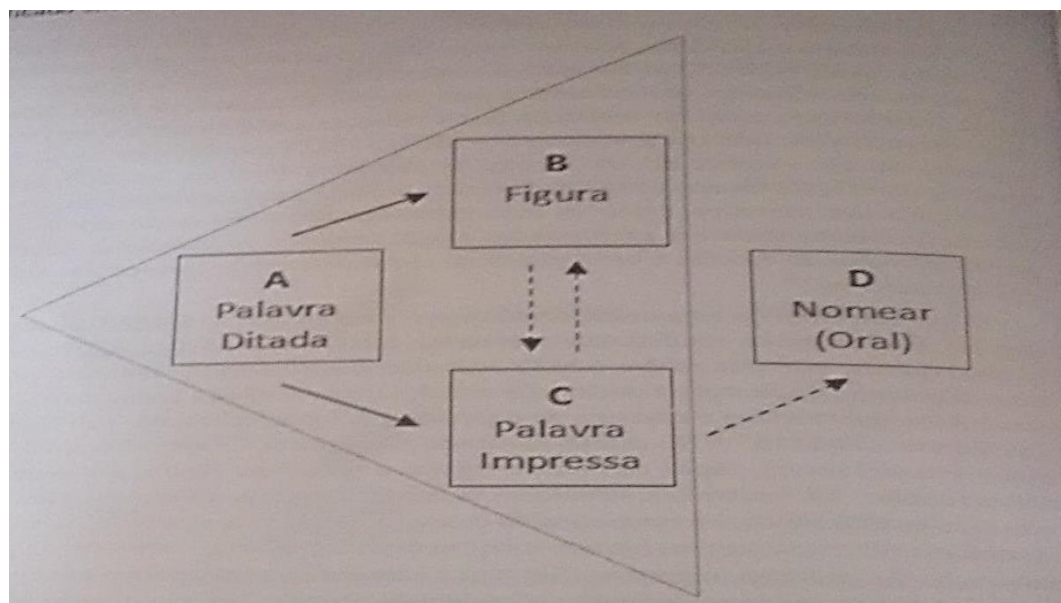 B
Figura
A
Palavra
Ditada
D
Nomear
(Oral)
C
Palavra
Impressa